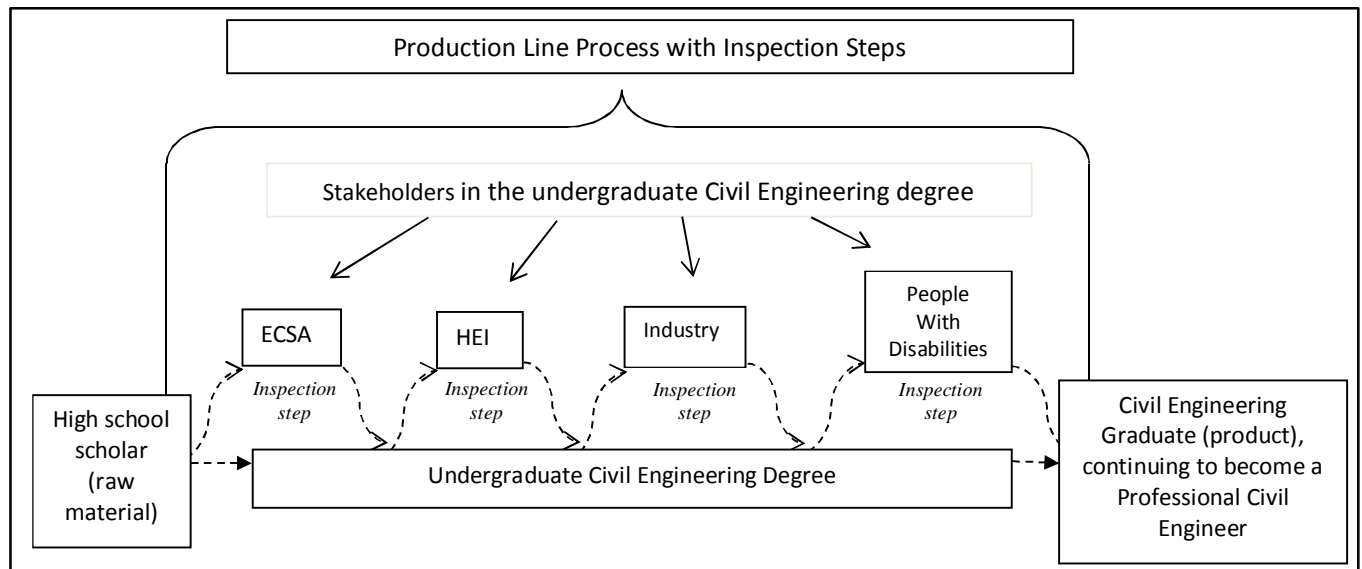 Production Line Process with Inspection Steps
Stakeholders in the undergraduate Civil Engineering degree
ECSA
HEI
Industry
People
With
Disabilities
Inspection
step
Inspection
step
Inspection
step
Inspection
step
High school
scholar
(raw
material)
Undergraduate Civil Engineering Degree
Civil Engineering
Graduate (product),
continuing to become a
Professional Civil
Engineer